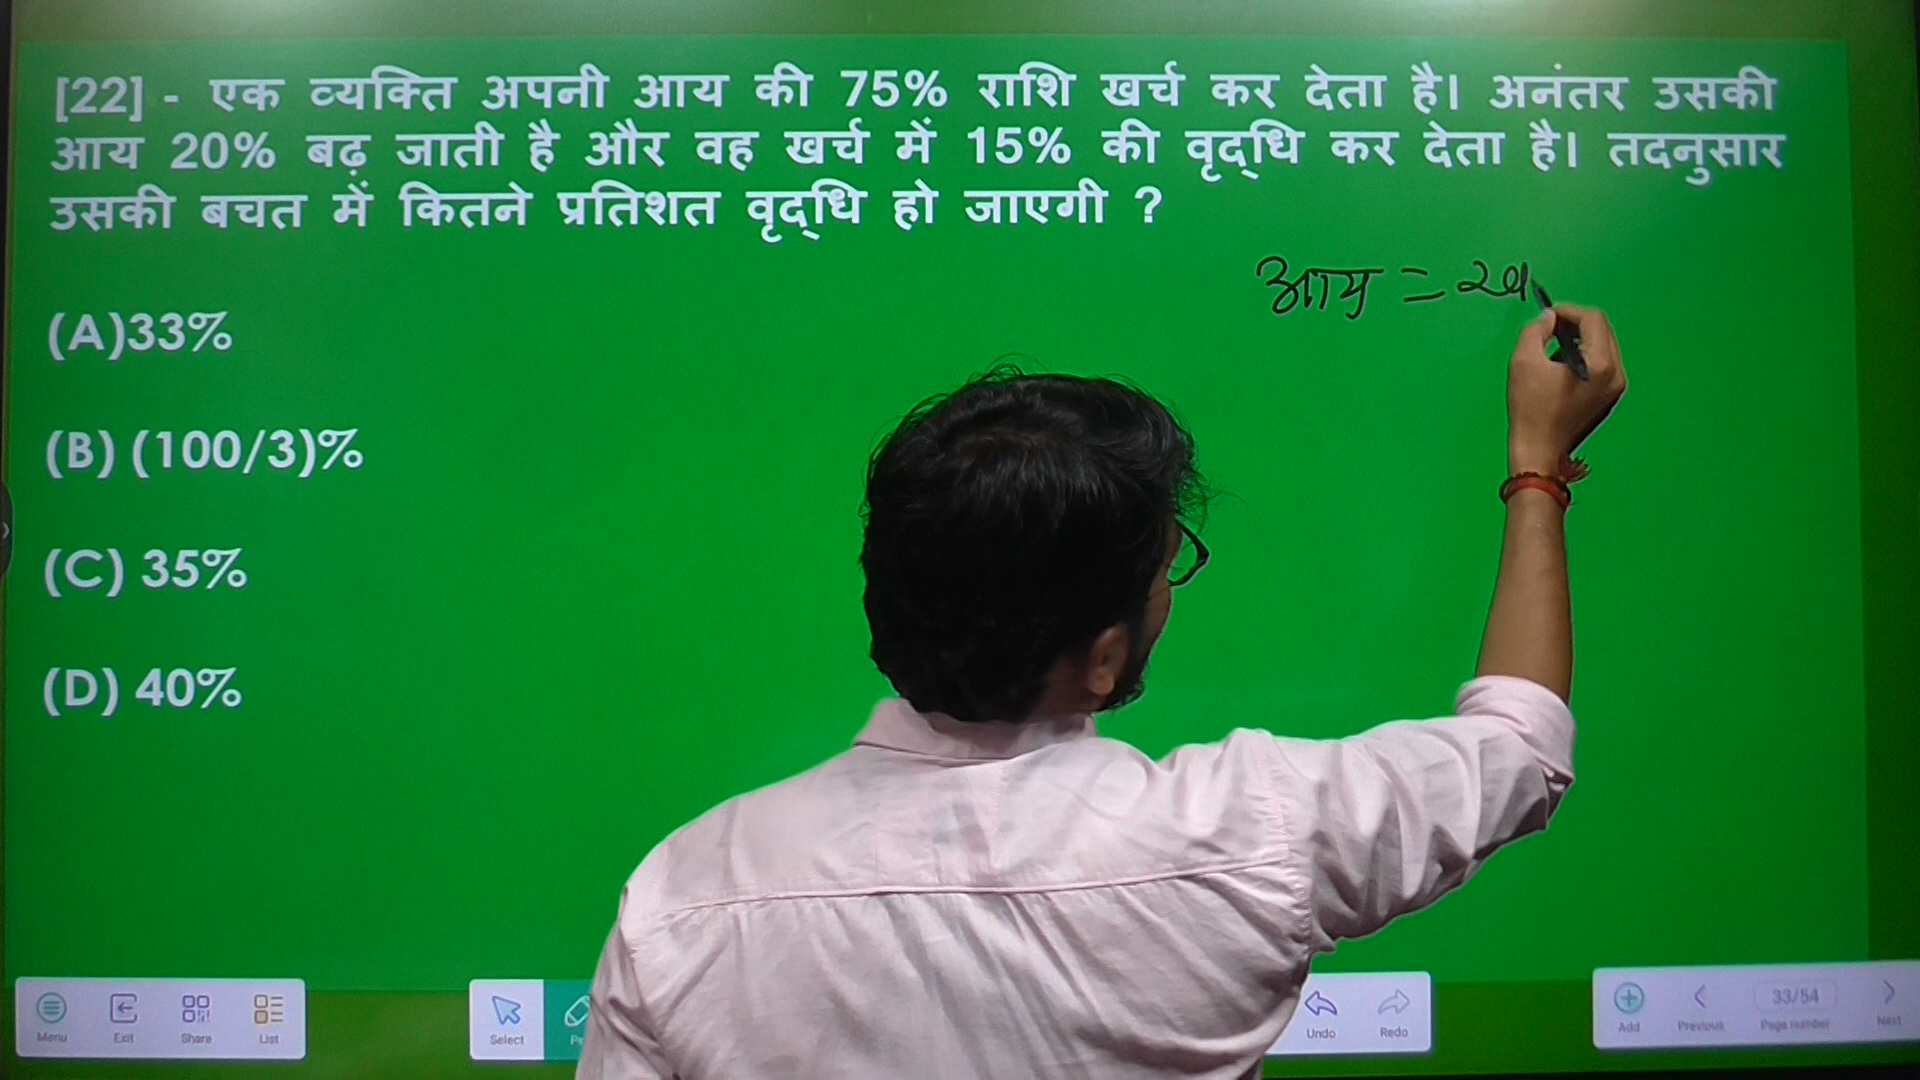 [22] - एक व्यक्ति अपनी आय की 75% राशि खर्च कर देता है। अनंतर उसकी
आय 20% बढ़ जाती है और वह खर्च में 15% की वृद्धि कर देता है। तदनुसार
उसकी बचत में कितने प्रतिशत वृद्धि हो जाएगी ?
आय =
(A)33%
(B) (100/3)%
(C) 35%
(D) 40%
Menu Exit Share List Select Undo Redo Add Previous 33/54 Page number Next